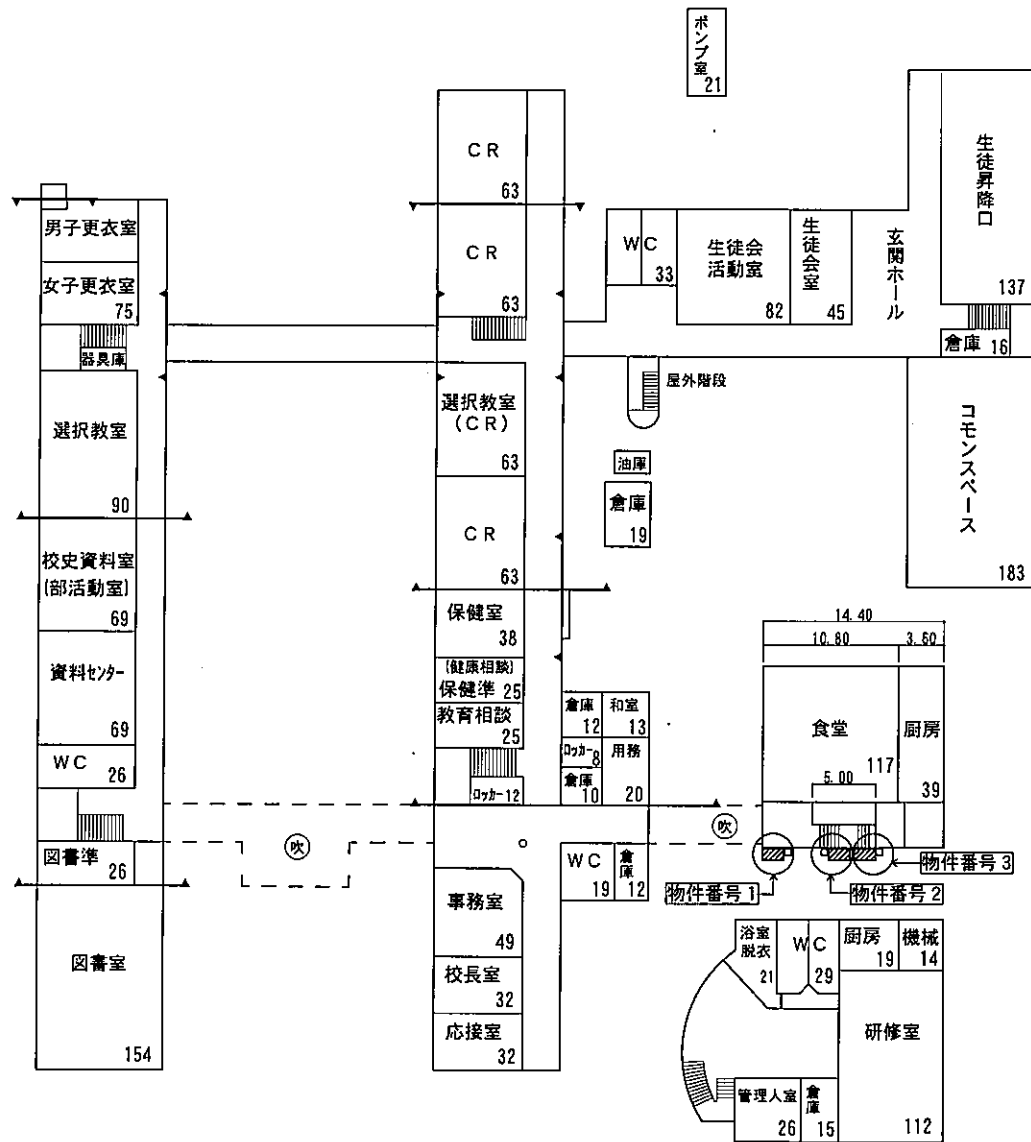 ポンプ室
21
CR
63
CR
63
選択教室
(CR)
63
CR
63
保健室
38
(健康相談)
保健準 25
教育相談
25
ロッカー12
男子更衣室
女子更衣室
75
器具庫
選択教室
90
校史資料室
(部活動室)
69
資料センター
69
WC
26
図書準
26
図書室
154
吹
事務室
49
校長室
32
応接室
32
WC
33
生徒会
活動室
82
生徒会室
45
玄関ホール
生徒昇降口
137
倉庫 16
コモンスペース
183
屋外階段
油庫
倉庫
19
倉庫
12
和室
13
ロッカー8
用務
20
倉庫
10
WC
19
倉庫
12
吹
14.40
10.80
3.60
食堂
117
厨房
39
5.00
物件番号1
物件番号2
物件番号3
浴室
脱衣
21
WC
29
厨房
19
機械
14
研修室
112
管理人室
26
倉庫
15